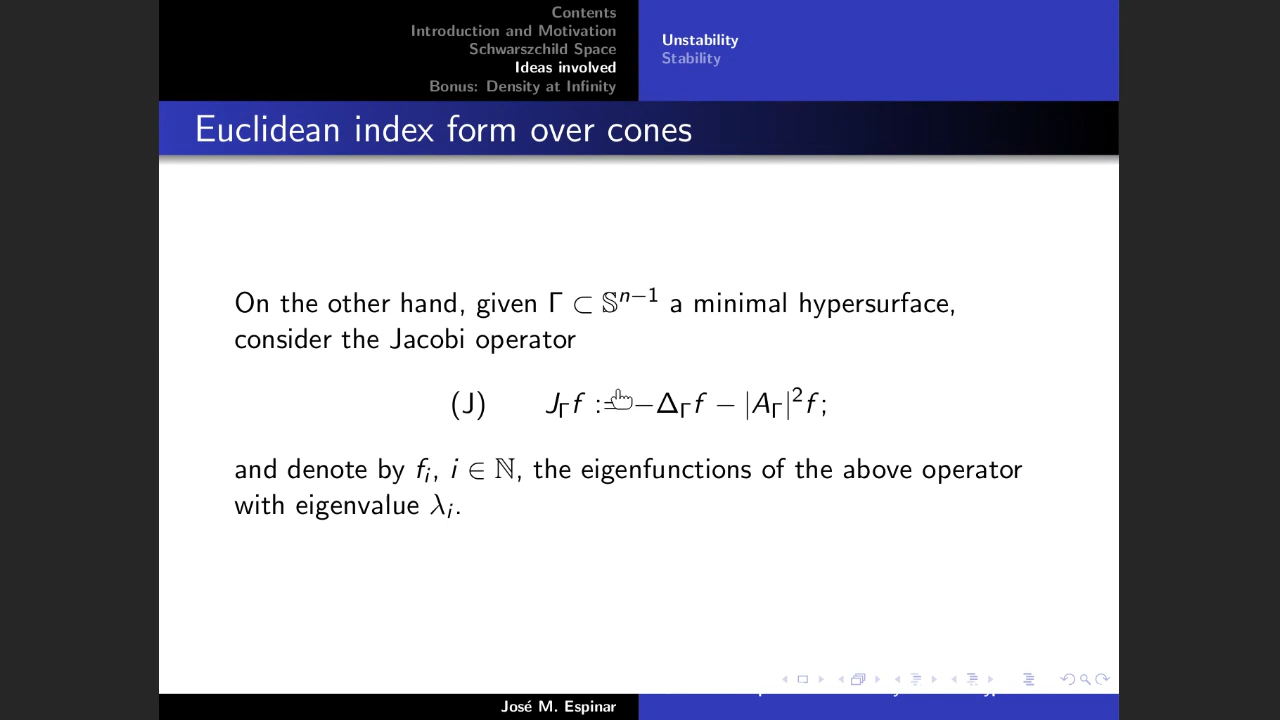 Contents
Introduction and Motivation
Schwarszchild Space
Ideas involved
Bonus: Density at Infinity
Unstability
Stability
Euclidean index form over cones
On the other hand, given Γ ⊂ 𝕊ⁿ⁻¹ a minimal hypersurface,
consider the Jacobi operator
(J) J_Γ f := −Δ_Γ f − |A_Γ|² f;
and denote by f_i, i ∈ ℕ, the eigenfunctions of the above operator
with eigenvalue λ_i.
José M. Espinar